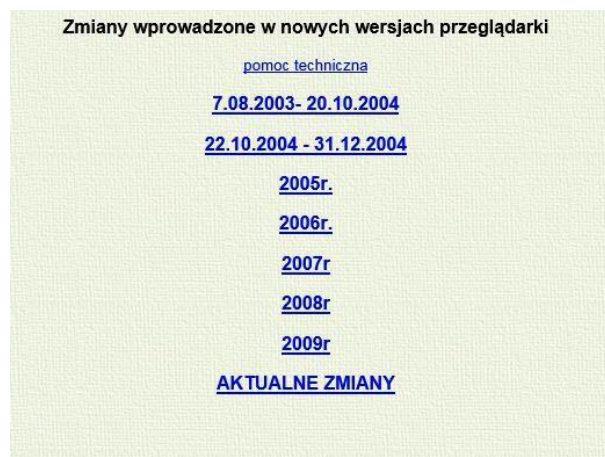 Zmiany wprowadzone w nowych wersjach przeglądarki
pomoc techniczna
7.08.2003- 20.10.2004
22.10.2004 - 31.12.2004
2005r.
2006r.
2007r
2008r
2009r
AKTUALNE ZMIANY